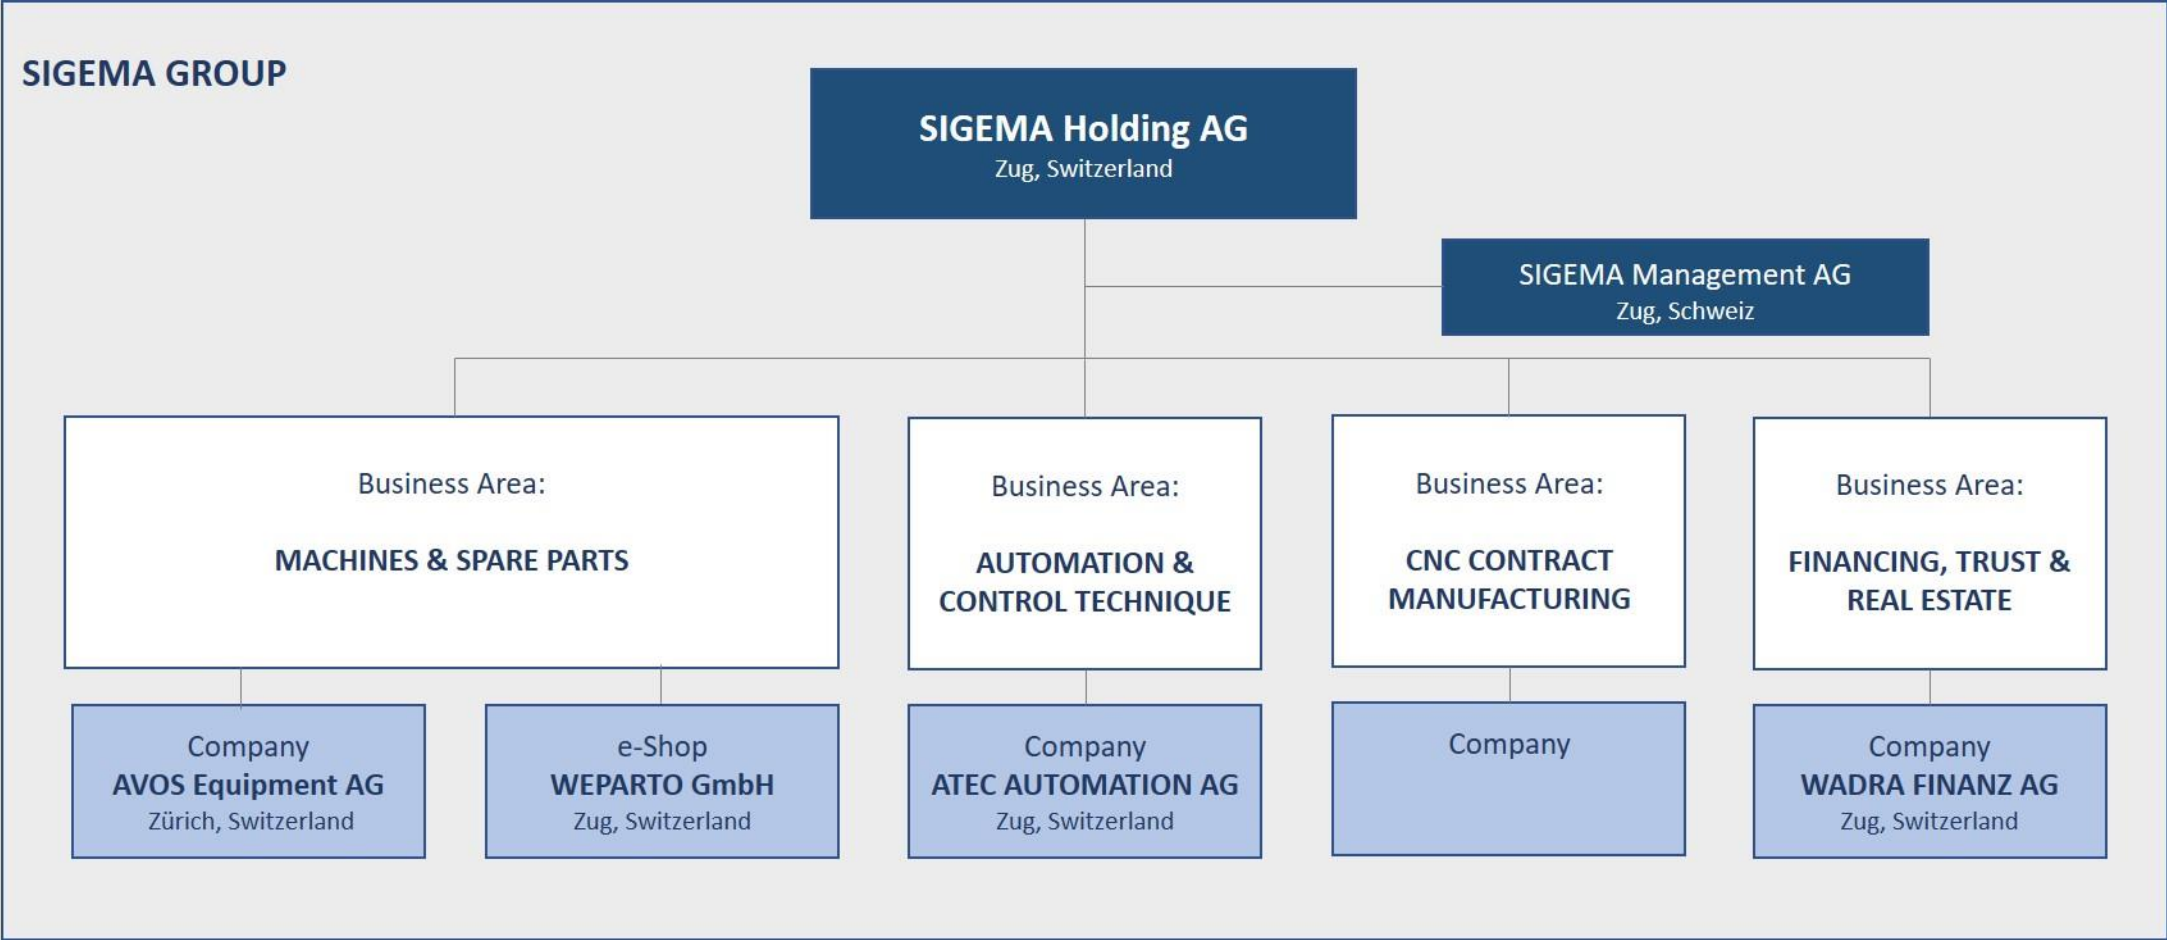 SIGEMA GROUP
SIGEMA Holding AG
Zug, Switzerland
SIGEMA Management AG
Zug, Schweiz
Business Area:
MACHINES & SPARE PARTS
Business Area:
AUTOMATION &
CONTROL TECHNIQUE
Business Area:
CNC CONTRACT
MANUFACTURING
Business Area:
FINANCING, TRUST &
REAL ESTATE
Company
AVOS Equipment AG
Zürich, Switzerland
e-Shop
WEPARTO GmbH
Zug, Switzerland
Company
ATEC AUTOMATION AG
Zug, Switzerland
Company
Company
WADRA FINANZ AG
Zug, Switzerland